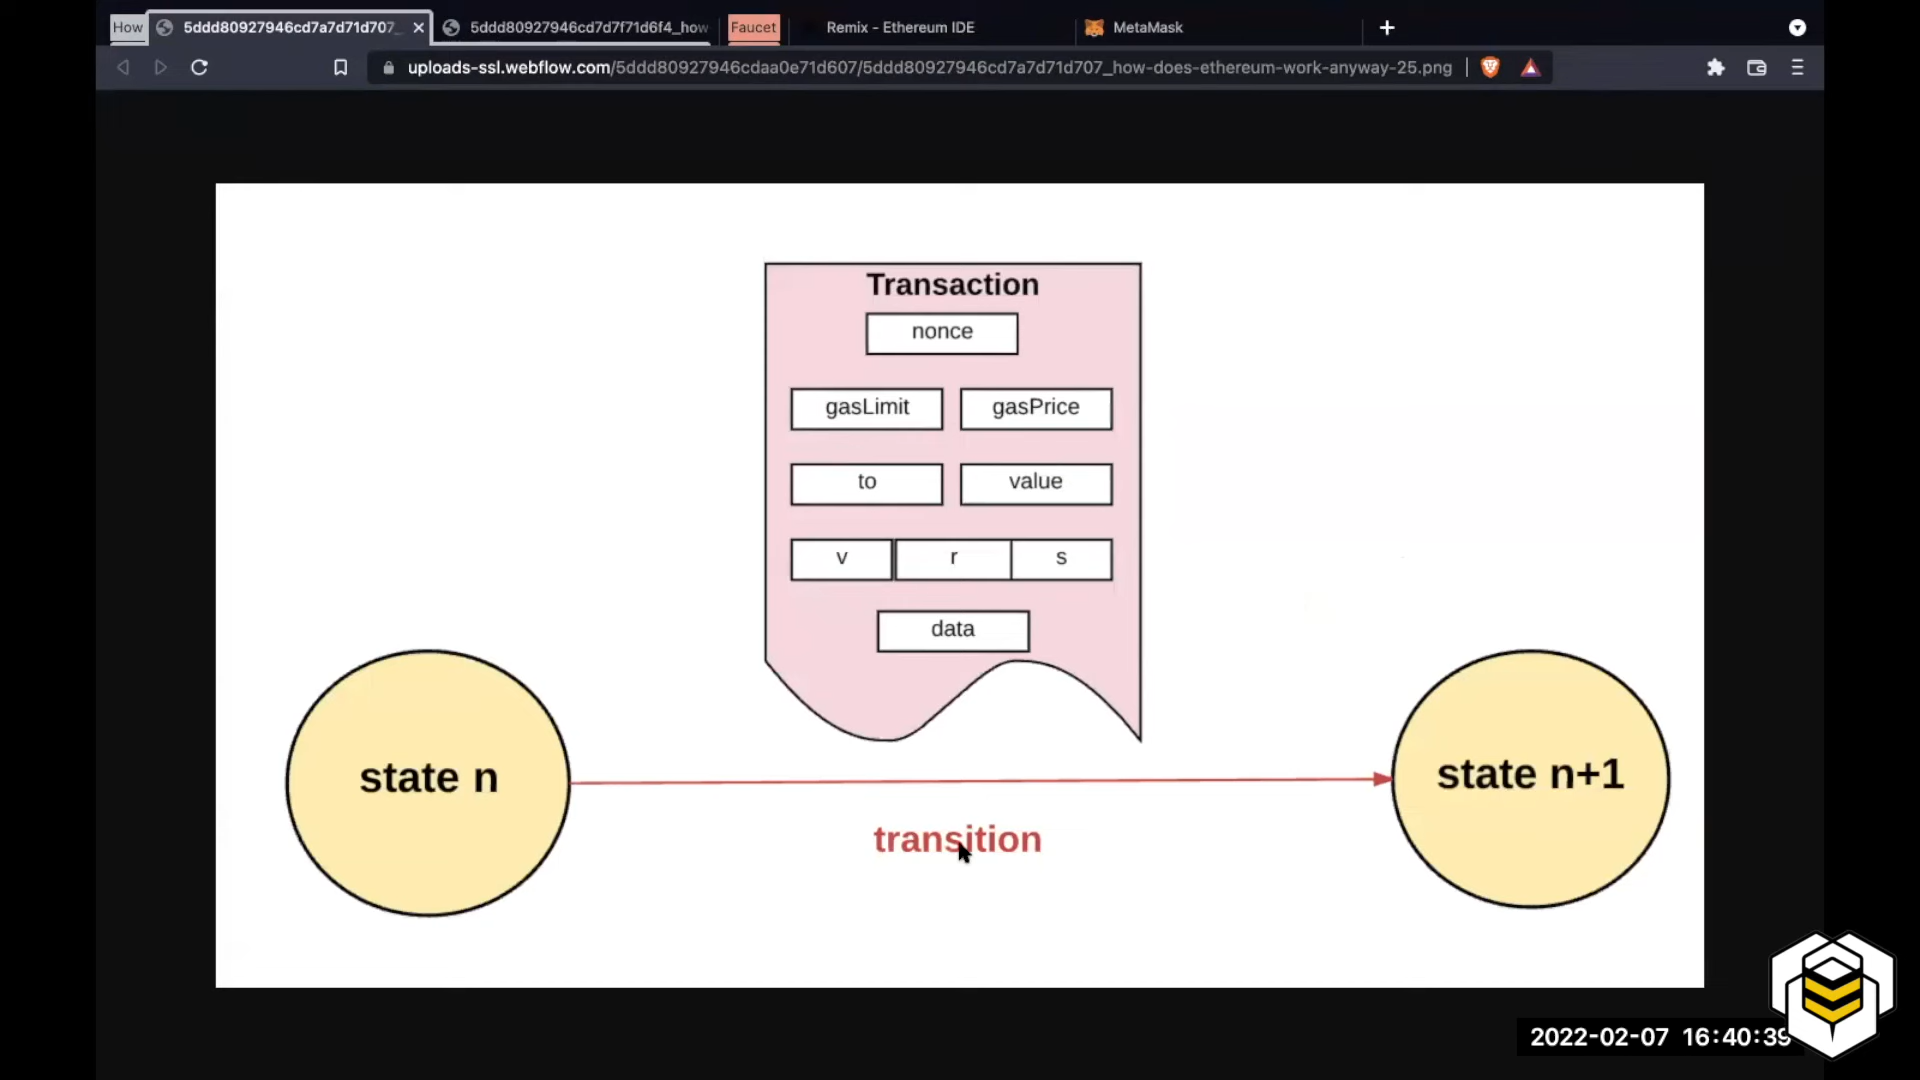 How
5ddd80927946cd7a7d71d707_
5ddd80927946cd7d7f71d6f4_how
Faucet
Remix - Ethereum IDE
MetaMask
uploads-ssl.webflow.com/5ddd80927946cdaa0e71d607/5ddd80927946cd7a7d71d707_how-does-ethereum-work-anyway-25.png
Transaction
nonce
gasLimit gasPrice
to value
v r s
data
state n
state n+1
transition
2022-02-07 16:40:39